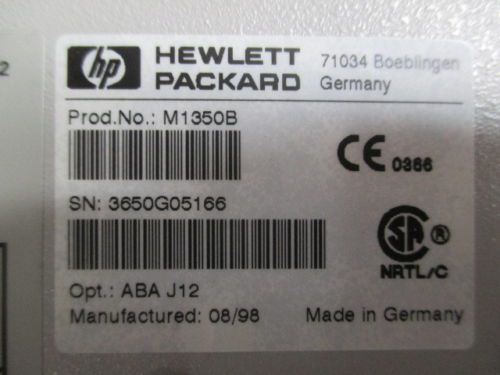 2
hp HEWLETT PACKARD
71034 Boeblingen
Germany
Prod.No.: M1350B
CE 0366
SN: 3650G05166
SA
NRTL/C
Opt.: ABA J12
Manufactured: 08/98 Made in Germany